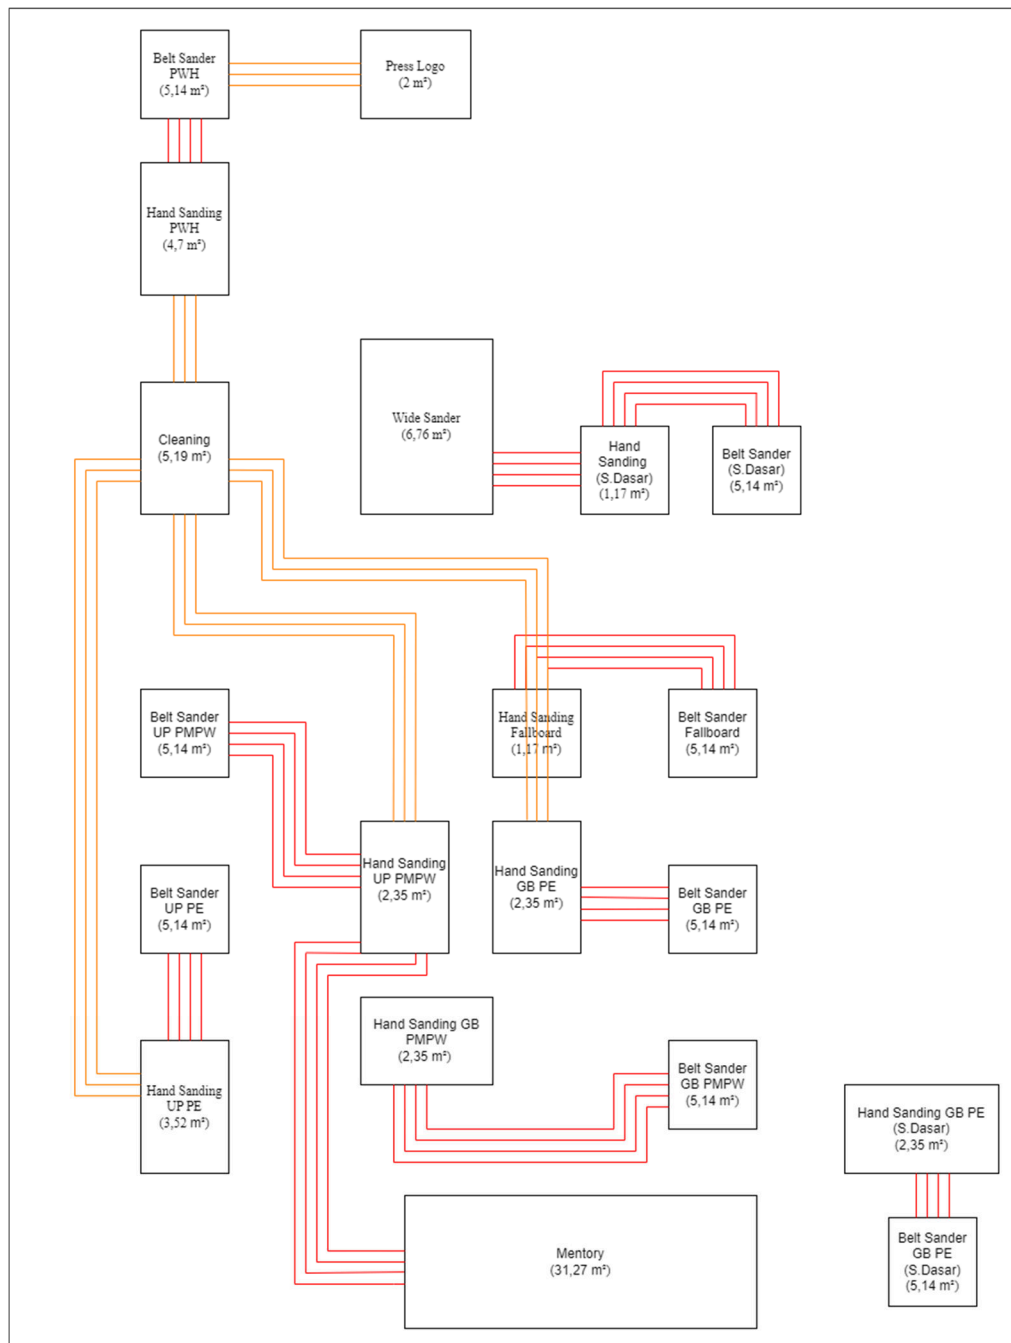 Belt Sander
PWH
(5,14 m²)
Press Logo
(2 m²)
Hand Sanding
PWH
(4,7 m²)
Cleaning
(5,19 m²)
Wide Sander
(6,76 m²)
Hand
Sanding
(S.Dasar)
(1,17 m²)
Belt Sander
(S.Dasar)
(5,14 m²)
Belt Sander
UP PMPW
(5,14 m²)
Hand Sanding
Fallboard
(1,17 m²)
Belt Sander
Fallboard
(5,14 m²)
Hand Sanding
UP PMPW
(2,35 m²)
Hand Sanding
GB PE
(2,35 m²)
Belt Sander
UP PE
(5,14 m²)
Belt Sander
GB PE
(5,14 m²)
Hand Sanding GB
PMPW
(2,35 m²)
Belt Sander
GB PMPW
(5,14 m²)
Hand Sanding
UP PE
(3,52 m²)
Hand Sanding GB PE
(S.Dasar)
(2,35 m²)
Mentory
(31,27 m²)
Belt Sander
GB PE
(S.Dasar)
(5,14 m²)